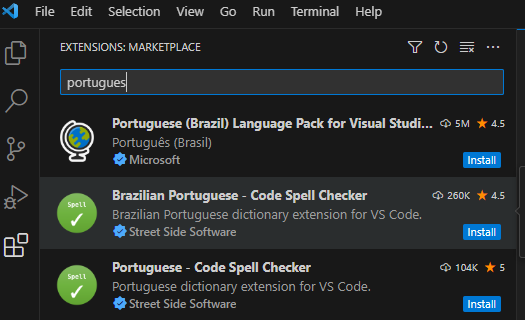 File Edit Selection View Go Run Terminal Help
EXTENSIONS: MARKETPLACE
portugues
Portuguese (Brazil) Language Pack for Visual Studi... 5M 4.5
Português (Brasil)
Microsoft Install
Brazilian Portuguese - Code Spell Checker 260K 4.5
Spell
Brazilian Portuguese dictionary extension for VS Code.
Street Side Software Install
Portuguese - Code Spell Checker 104K 5
Spell
Portuguese dictionary extension for VS Code.
Street Side Software Install